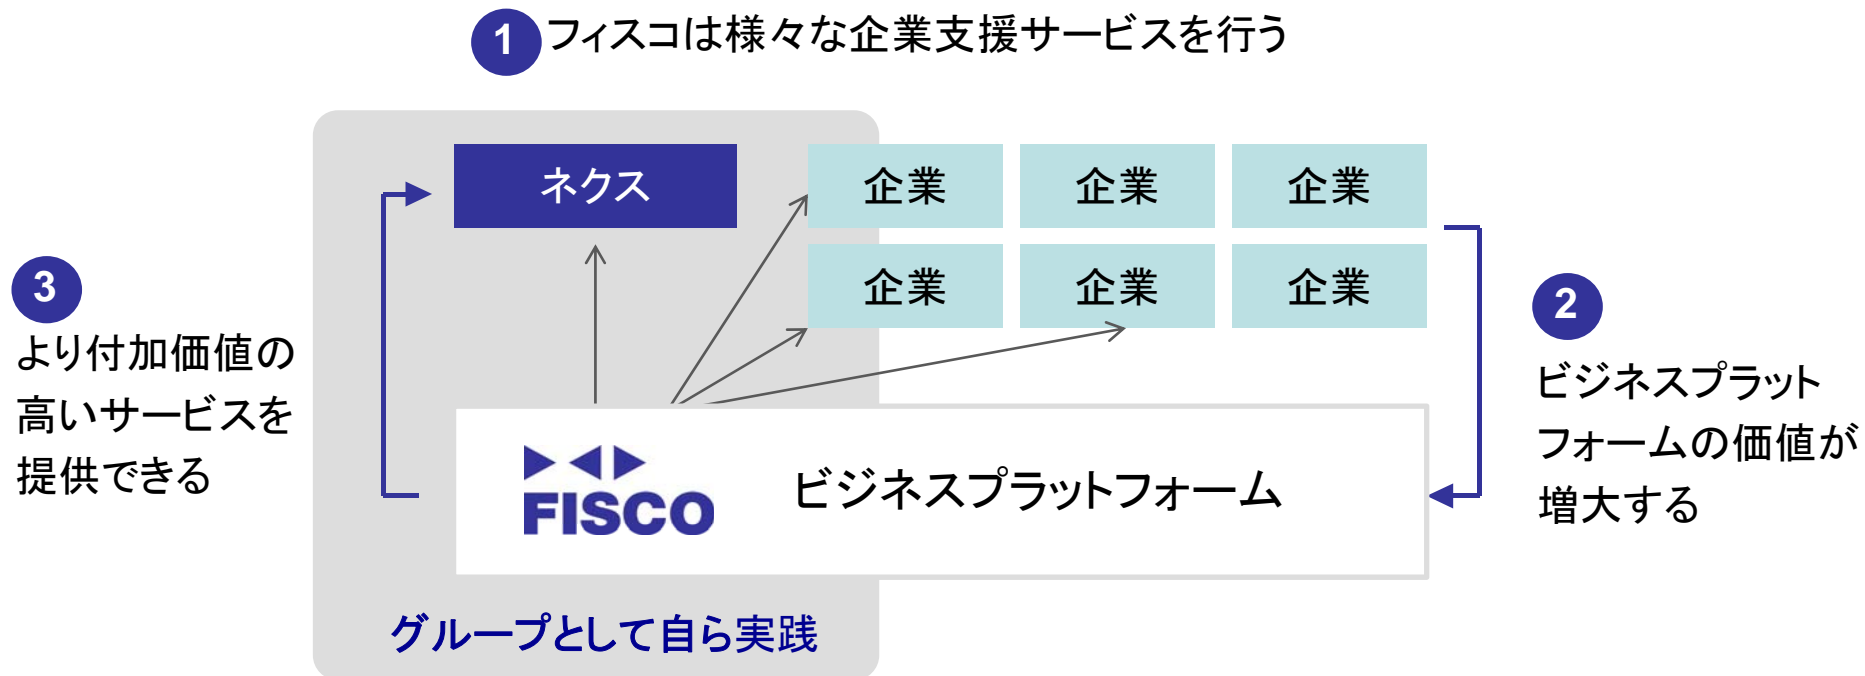 1
フィスコは様々な企業支援サービスを行う
ネクス
企業
企業
企業
企業
企業
企業
3
より付加価値の
高いサービスを
提供できる
2
ビジネスプラット
フォームの価値が
増大する
FISCO
ビジネスプラットフォーム
グループとして自ら実践